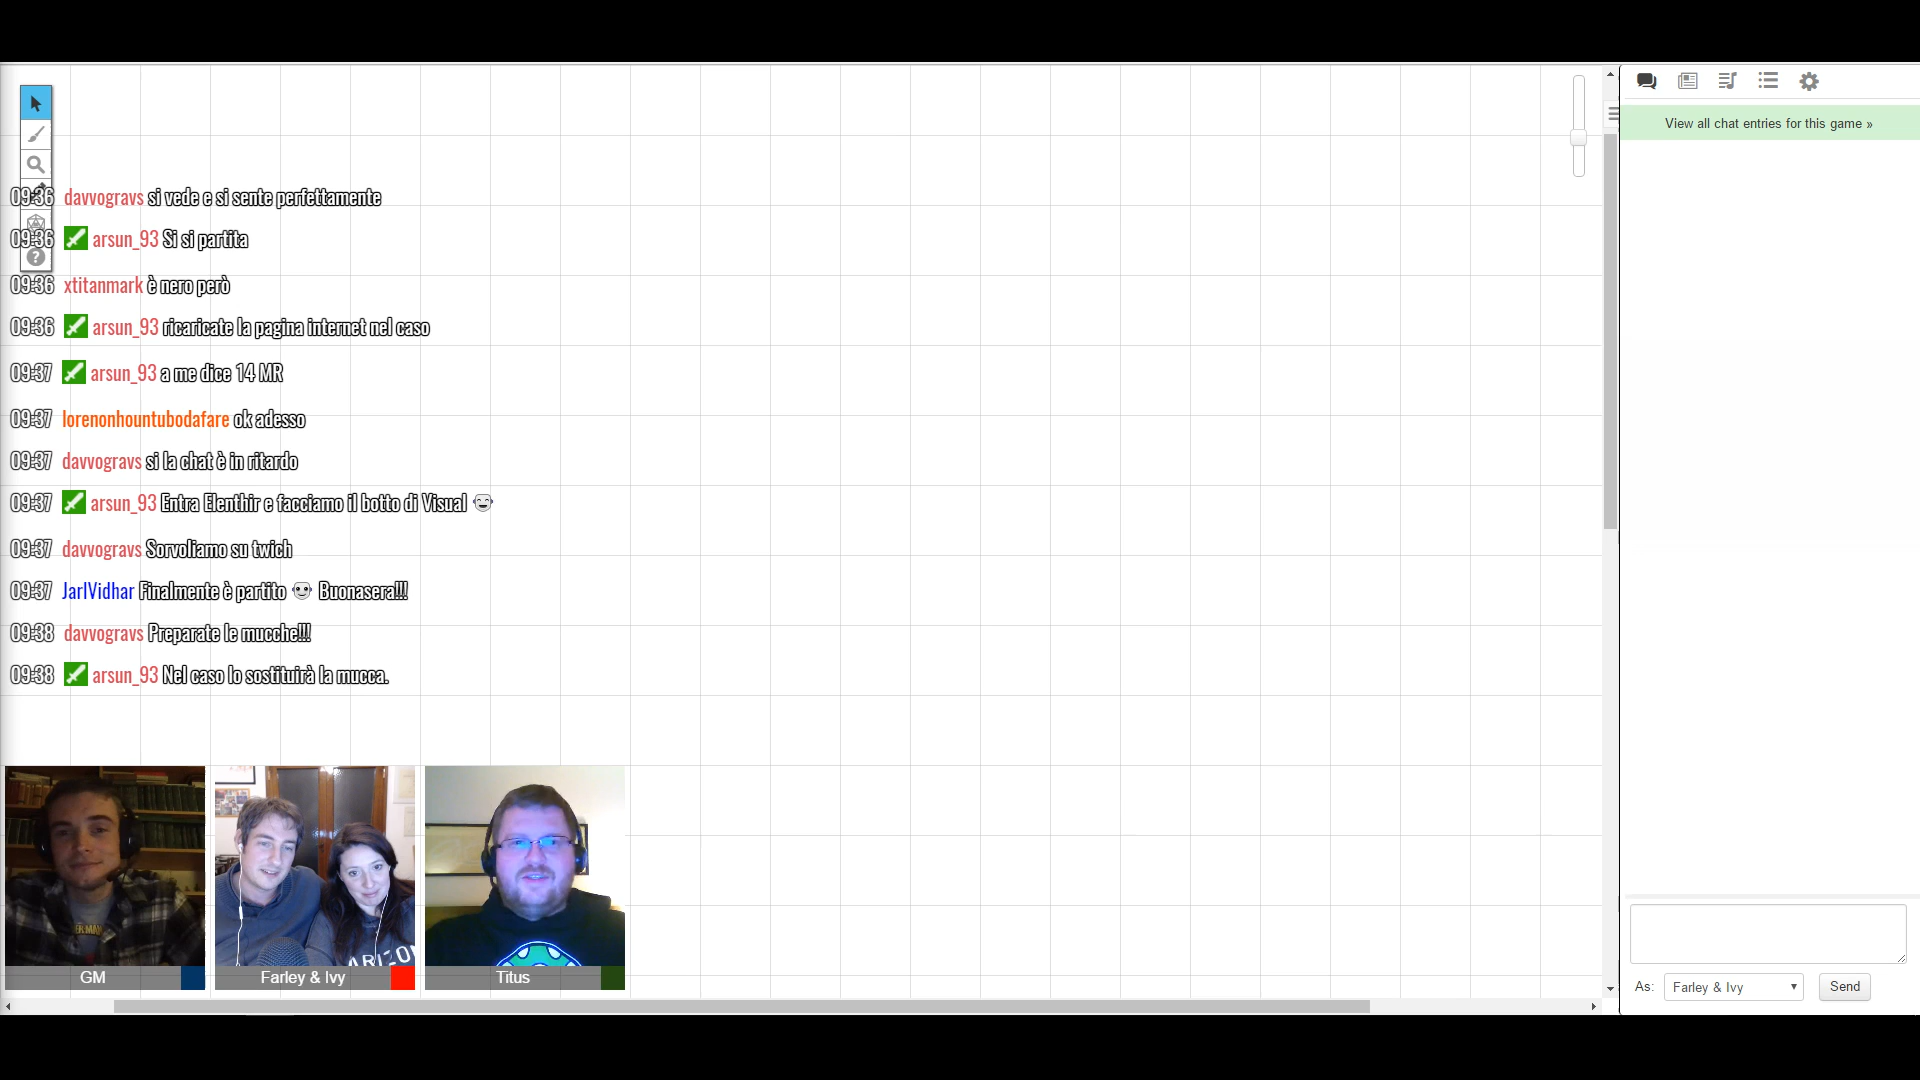 View all chat entries for this game »
09:36 davvogravs si vede e si sente perfettamente
09:36 arsun_93 Si si partita
09:36 xtitanmark è nero però
09:36 arsun_93 ricaricate la pagina internet nel caso
09:37 arsun_93 a me dice 14 MR
09:37 lorenonhountubodafare ok adesso
09:37 davvogravs si la chat è in ritardo
09:37 arsun_93 Entra Elenthir e facciamo il botto di Visual
09:37 davvogravs Sorvoliamo su twich
09:37 JarlVidhar Finalmente è partito Buonasera!!!
09:38 davvogravs Preparate le mucche!!!
09:38 arsun_93 Nel caso lo sostituirà la mucca.
GM
Farley & Ivy
Titus
As: Farley & Ivy Send